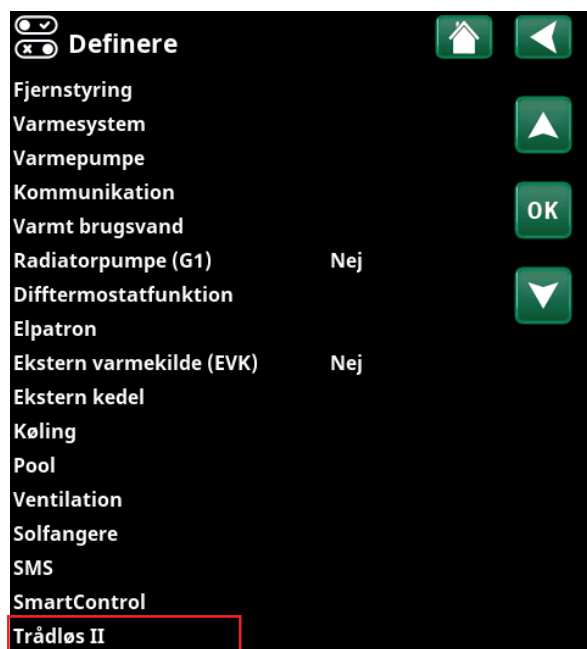 Definere
Fjernstyring
Varmesystem
Varmepumpe
Kommunikation
Varmt brugsvand
OK
Radiatorpumpe (G1) Nej
Difftermostatfunktion
Elpatron
Ekstern varmekilde (EVK) Nej
Ekstern kedel
Køling
Pool
Ventilation
Solfangere
SMS
SmartControl
Trådløs II